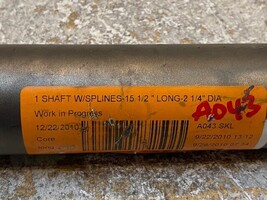 1 SHAFT W/SPLINES-15 1/2 " LONG-2 1/4" DIA
A043
Work in Progress
12/22/2010
A043-SKL
Core
9/22/2010 13:12